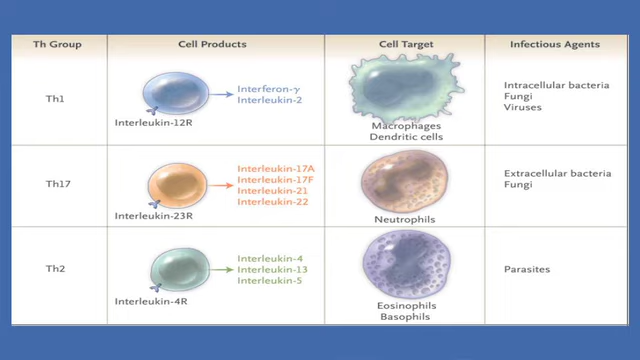 Th Group
Cell Products
Cell Target
Infectious Agents
Th1
Interleukin-12R
Interferon-γ
Interleukin-2
Macrophages
Dendritic cells
Intracellular bacteria
Fungi
Viruses
Th17
Interleukin-23R
Interleukin-17A
Interleukin-17F
Interleukin-21
Interleukin-22
Neutrophils
Extracellular bacteria
Fungi
Th2
Interleukin-4R
Interleukin-4
Interleukin-13
Interleukin-5
Eosinophils
Basophils
Parasites